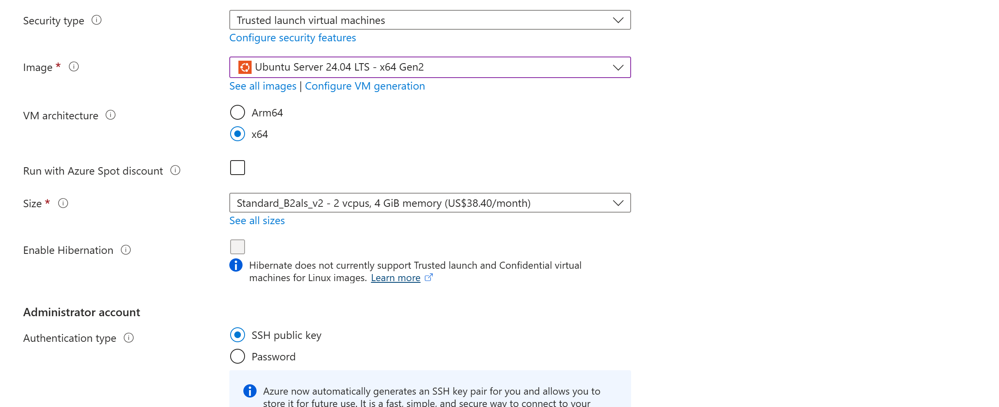 Security type
Trusted launch virtual machines
Configure security features
Image *
Ubuntu Server 24.04 LTS - x64 Gen2
See all images | Configure VM generation
VM architecture
Arm64
x64
Run with Azure Spot discount
Size *
Standard_B2als_v2 - 2 vcpus, 4 GiB memory (US$38.40/month)
See all sizes
Enable Hibernation
Hibernate does not currently support Trusted launch and Confidential virtual
machines for Linux images. Learn more
Administrator account
Authentication type
SSH public key
Password
Azure now automatically generates an SSH key pair for you and allows you to
store it for future use. It is a fast, simple, and secure way to connect to your